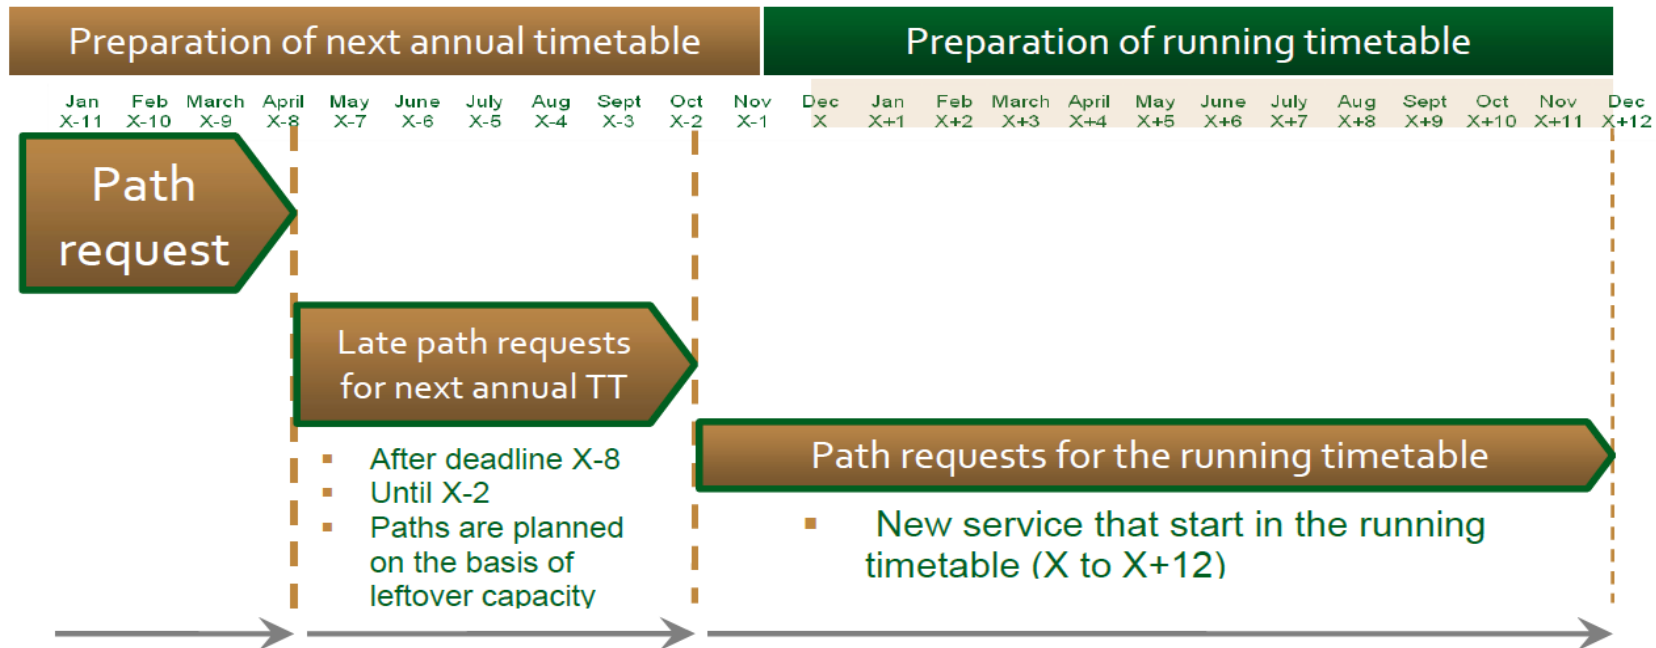 Preparation of next annual timetable
Preparation of running timetable
Jan Feb March April May June July Aug Sept Oct Nov Dec Jan Feb March April May June July Aug Sept Oct Nov Dec
X-11 X-10 X-9 X-8 X-7 X-6 X-5 X-4 X-3 X-2 X-1 X X+1 X+2 X+3 X+4 X+5 X+6 X+7 X+8 X+9 X+10 X+11 X+12
Path
request
Late path requests
for next annual TT
▪ After deadline X-8
▪ Until X-2
▪ Paths are planned
on the basis of
leftover capacity
Path requests for the running timetable
▪ New service that start in the running
timetable (X to X+12)